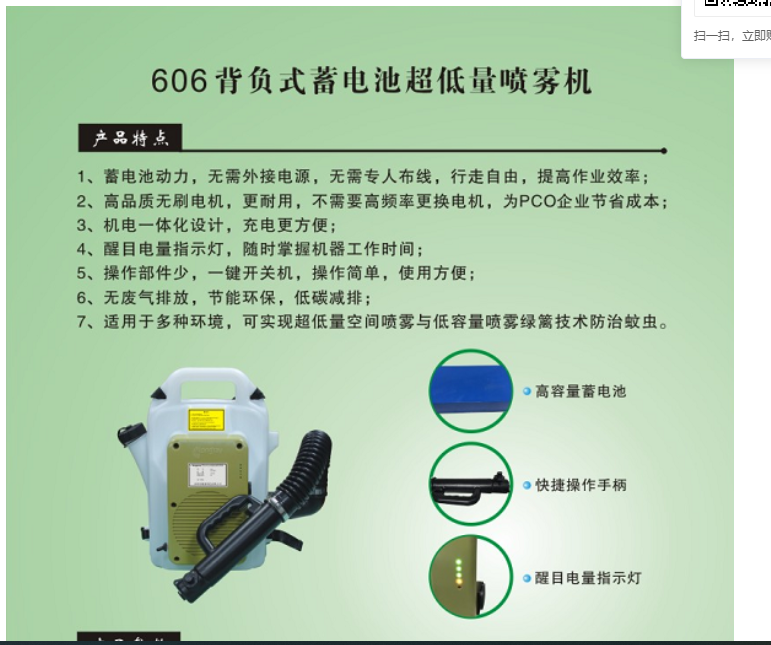 扫一扫，立即
606背负式蓄电池超低量喷雾机
产品特点
1、蓄电池动力，无需外接电源，无需专人布线，行走自由，提高作业效率；
2、高品质无刷电机，更耐用，不需要高频率更换电机，为PCO企业节省成本；
3、机电一体化设计，充电更方便；
4、醒目电量指示灯，随时掌握机器工作时间；
5、操作部件少，一键开关机，操作简单，使用方便；
6、无废气排放，节能环保，低碳减排；
7、适用于多种环境，可实现超低量空间喷雾与低容量喷雾绿篱技术防治蚊虫。
高容量蓄电池
快捷操作手柄
醒目电量指示灯